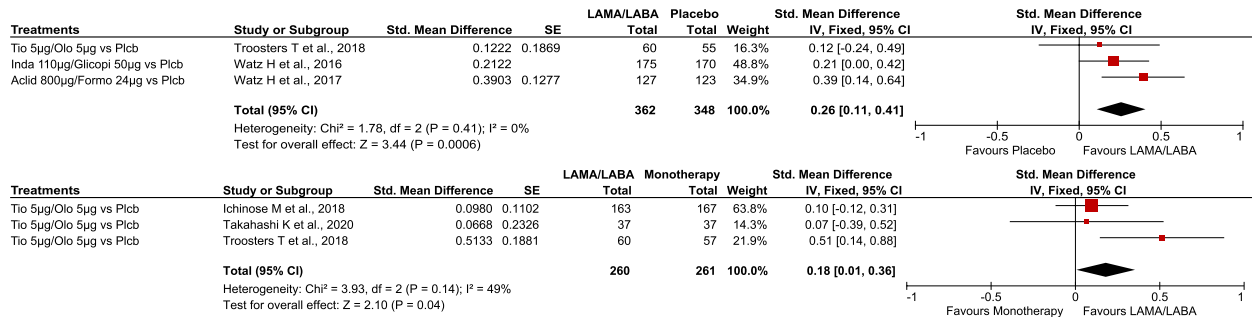 LAMA/LABA Placebo Std. Mean Difference Std. Mean Difference
Treatments Study or Subgroup Std. Mean Difference SE Total Total Weight IV, Fixed, 95% CI IV, Fixed, 95% CI
Tio 5µg/Olo 5µg vs Plcb Troosters T et al., 2018 0.1222 0.1869 60 55 16.3% 0.12 [-0.24, 0.49]
Inda 110µg/Glicopi 50µg vs Plcb Watz H et al., 2016 0.2122 175 170 48.8% 0.21 [0.00, 0.42]
Aclid 800µg/Formo 24µg vs Plcb Watz H et al., 2017 0.3903 0.1277 127 123 34.9% 0.39 [0.14, 0.64]
Total (95% CI) 362 348 100.0% 0.26 [0.11, 0.41]
Heterogeneity: Chi² = 1.78, df = 2 (P = 0.41); I² = 0%
Test for overall effect: Z = 3.44 (P = 0.0006)
-1 -0.5 0 0.5 1
Favours Placebo Favours LAMA/LABA
LAMA/LABA Monotherapy Std. Mean Difference Std. Mean Difference
Treatments Study or Subgroup Std. Mean Difference SE Total Total Weight IV, Fixed, 95% CI IV, Fixed, 95% CI
Tio 5µg/Olo 5µg vs Plcb Ichinose M et al., 2018 0.0980 0.1102 163 167 63.8% 0.10 [-0.12, 0.31]
Tio 5µg/Olo 5µg vs Plcb Takahashi K et al., 2020 0.0668 0.2326 37 37 14.3% 0.07 [-0.39, 0.52]
Tio 5µg/Olo 5µg vs Plcb Troosters T et al., 2018 0.5133 0.1881 60 57 21.9% 0.51 [0.14, 0.88]
Total (95% CI) 260 261 100.0% 0.18 [0.01, 0.36]
Heterogeneity: Chi² = 3.93, df = 2 (P = 0.14); I² = 49%
Test for overall effect: Z = 2.10 (P = 0.04)
-1 -0.5 0 0.5 1
Favours Monotherapy Favours LAMA/LABA